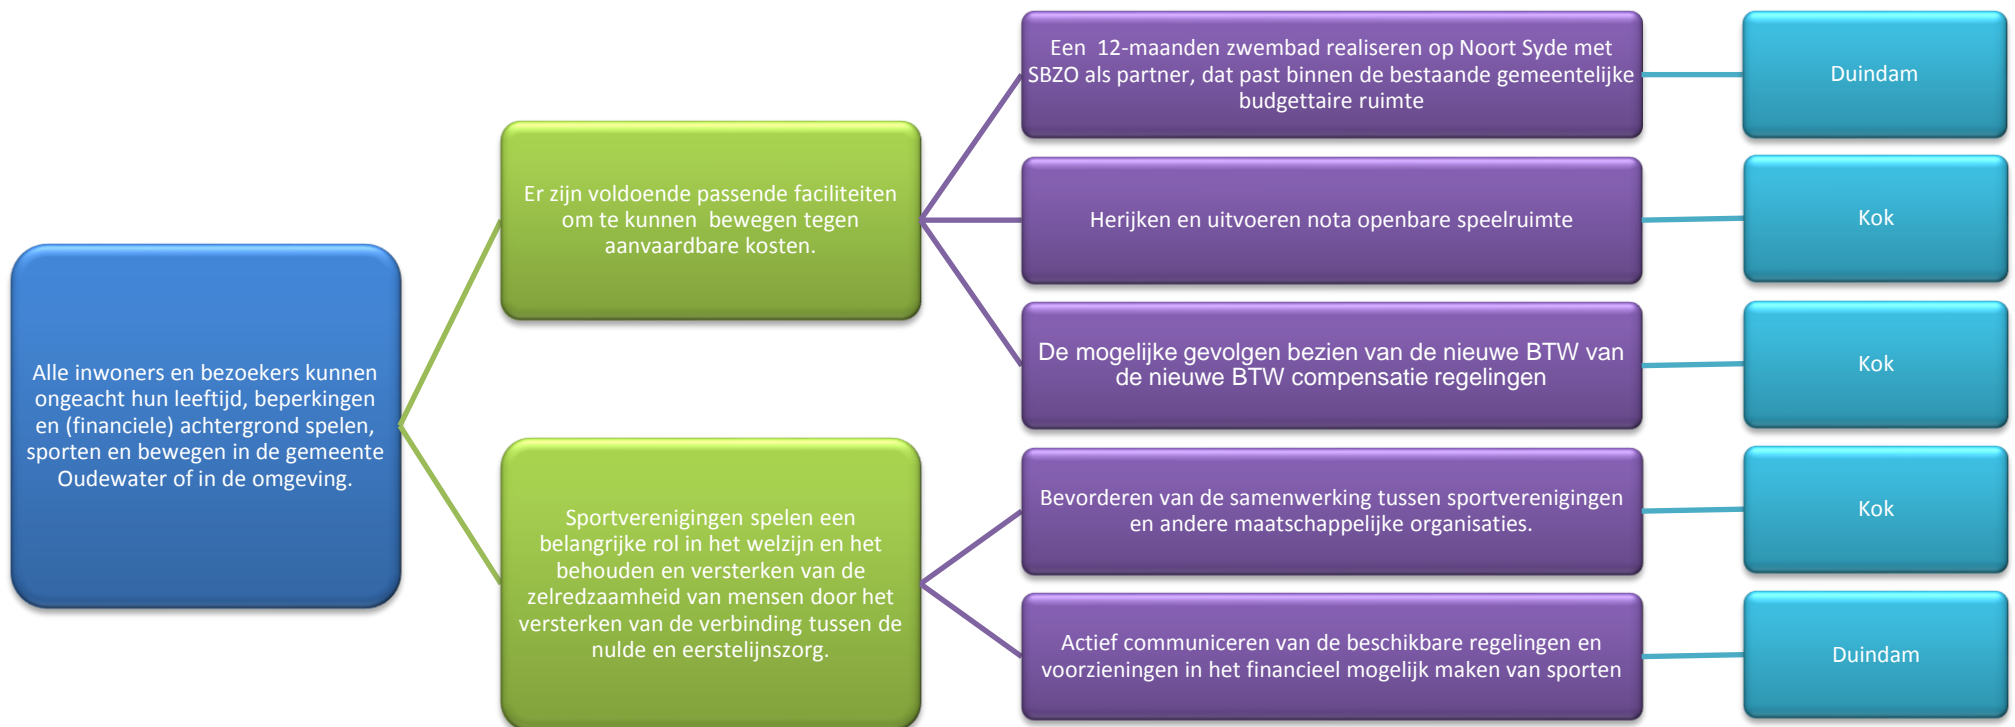 Alle inwoners en bezoekers kunnen
ongeacht hun leeftijd, beperkingen
en (financiele) achtergrond spelen,
sporten en bewegen in de gemeente
Oudewater of in de omgeving.
Er zijn voldoende passende faciliteiten
om te kunnen bewegen tegen
aanvaardbare kosten.
Een 12-maanden zwembad realiseren op Noort Syde met
SBZO als partner, dat past binnen de bestaande gemeentelijke
budgettaire ruimte
Duindam
Herijken en uitvoeren nota openbare speelruimte
Kok
De mogelijke gevolgen bezien van de nieuwe BTW van
de nieuwe BTW compensatie regelingen
Kok
Sportverenigingen spelen een
belangrijke rol in het welzijn en het
behouden en versterken van de
zelredzaamheid van mensen door het
versterken van de verbinding tussen de
nulde en eerstelijnszorg.
Bevorderen van de samenwerking tussen sportverenigingen
en andere maatschappelijke organisaties.
Kok
Actief communiceren van de beschikbare regelingen en
voorzieningen in het financieel mogelijk maken van sporten
Duindam